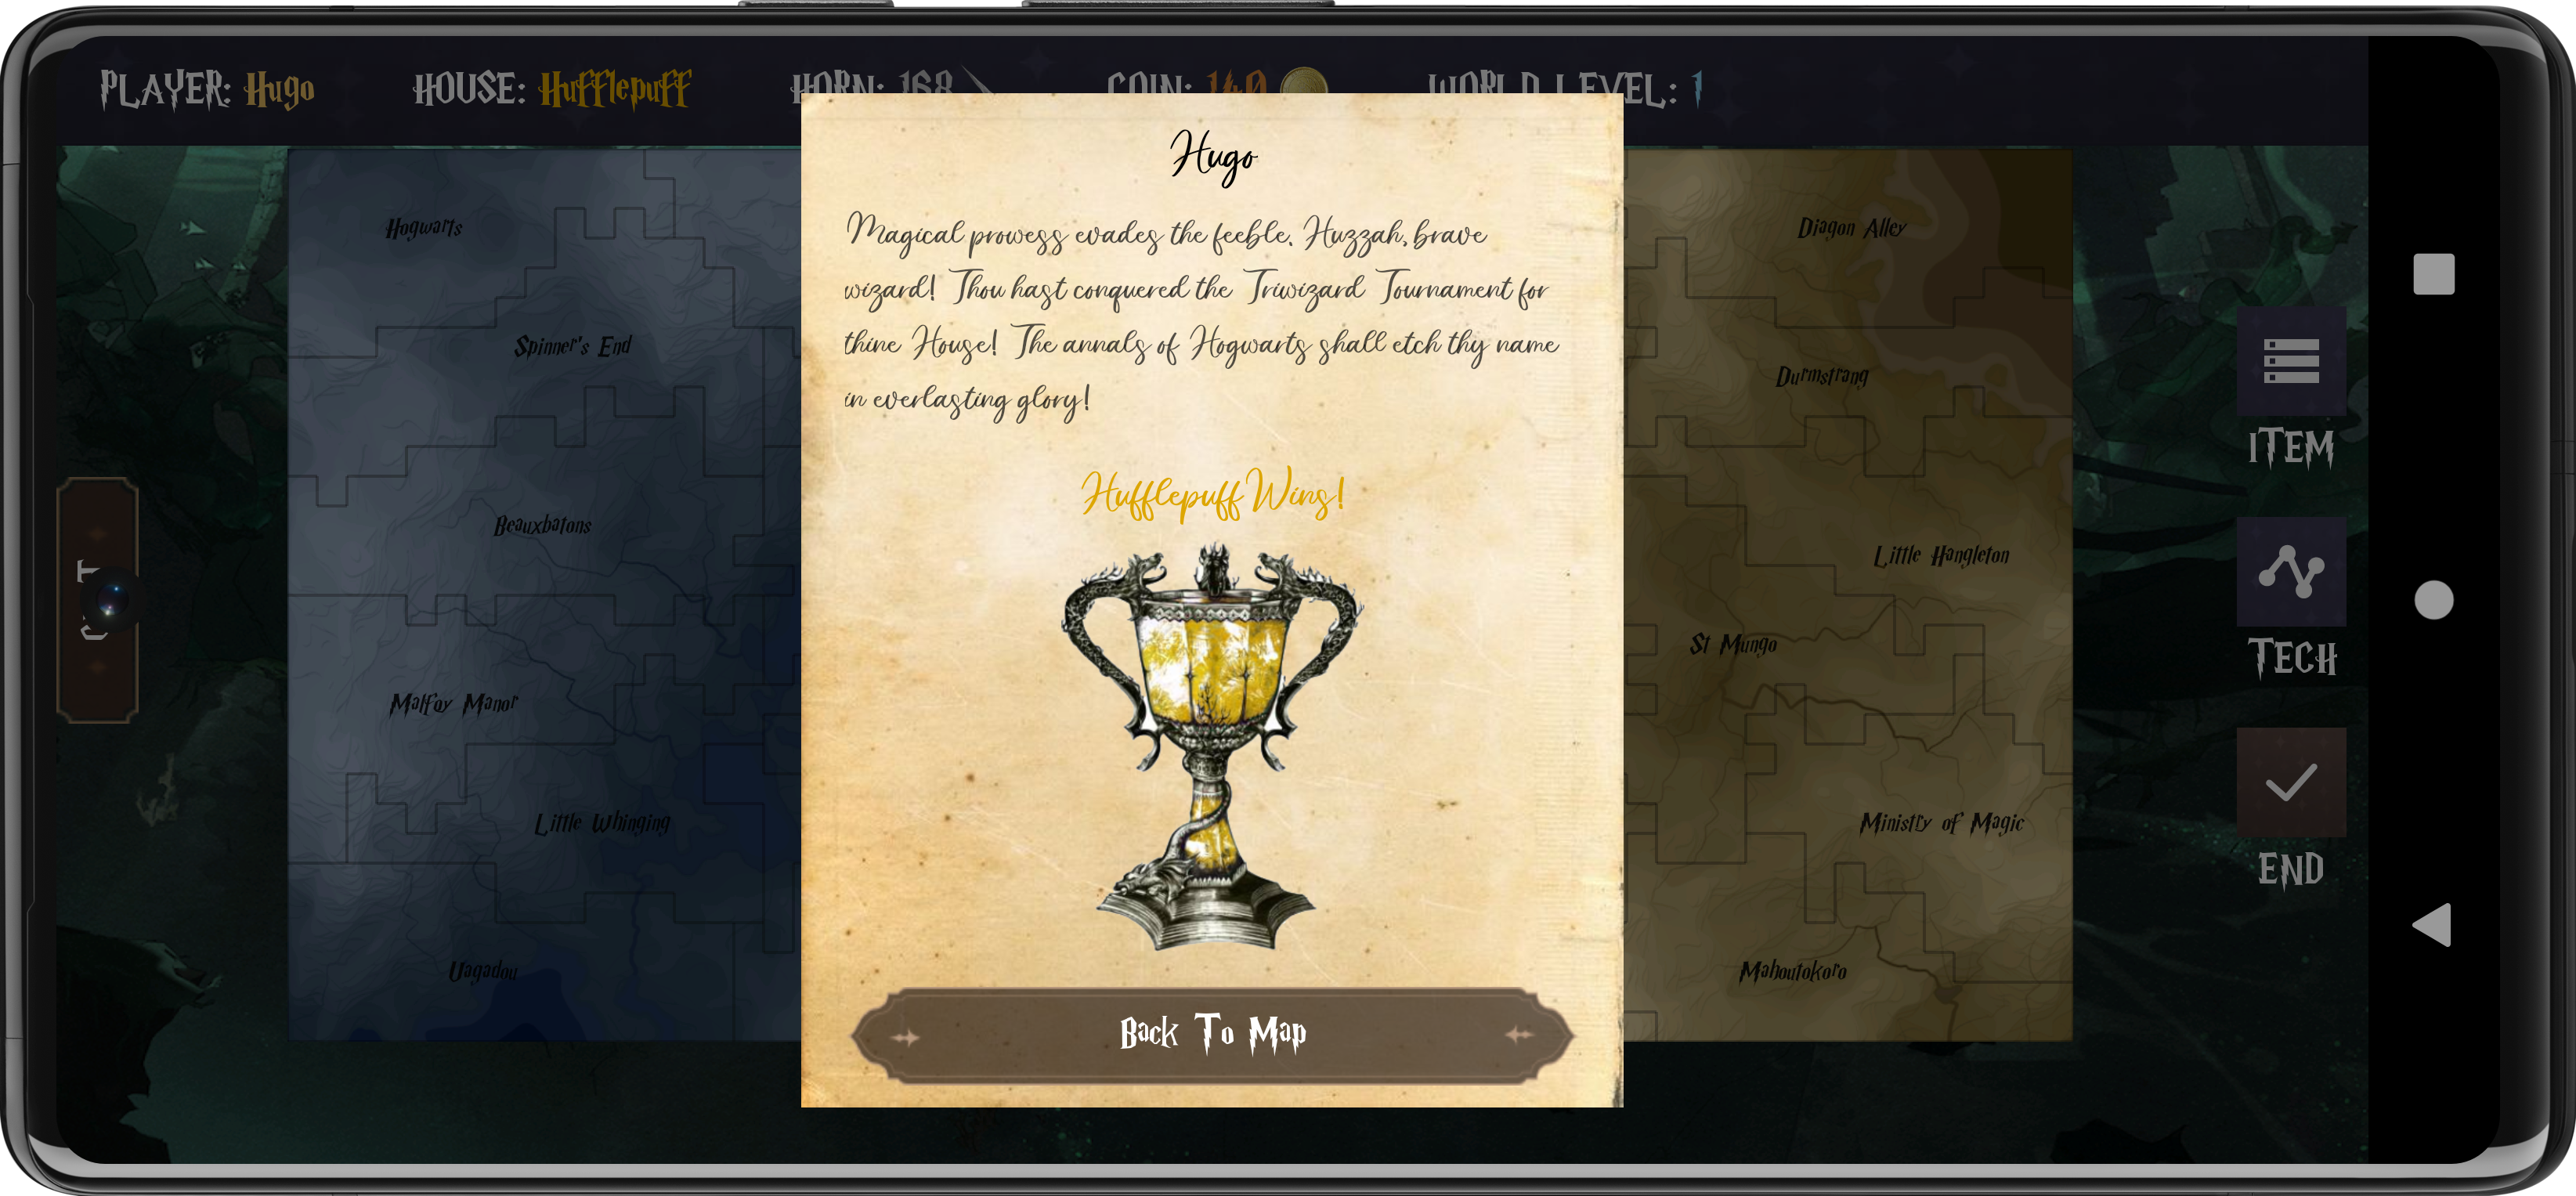 PLAYER: Hugo HOUSE: Hufflepuff HORN: 168 COIN: 140 WORLD LEVEL: 1
Hugo
Magical prowess evades the feeble. Huzzah, brave
wizard! Thou hast conquered the Triwizard Tournament for
thine House! The annals of Hogwarts shall etch thy name
in everlasting glory!
Hufflepuff Wins!
Back To Map
Hogwarts
Spinner's End
Beauxbatons
Malfoy Manor
Little Whinging
Uagadou
Diagon Alley
Durmstrang
Little Hangleton
St Mungo
Ministry of Magic
Mahoutokoro
ITEM
TECH
END